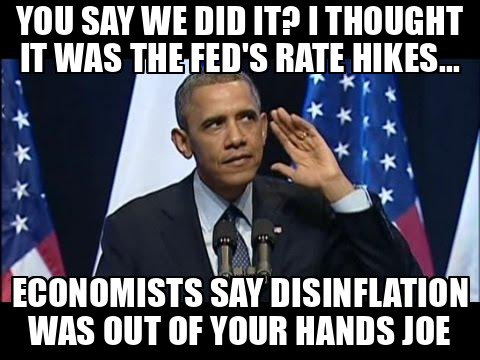 YOU SAY WE DID IT? I THOUGHT
IT WAS THE FED'S RATE HIKES...
ECONOMISTS SAY DISINFLATION
WAS OUT OF YOUR HANDS JOE